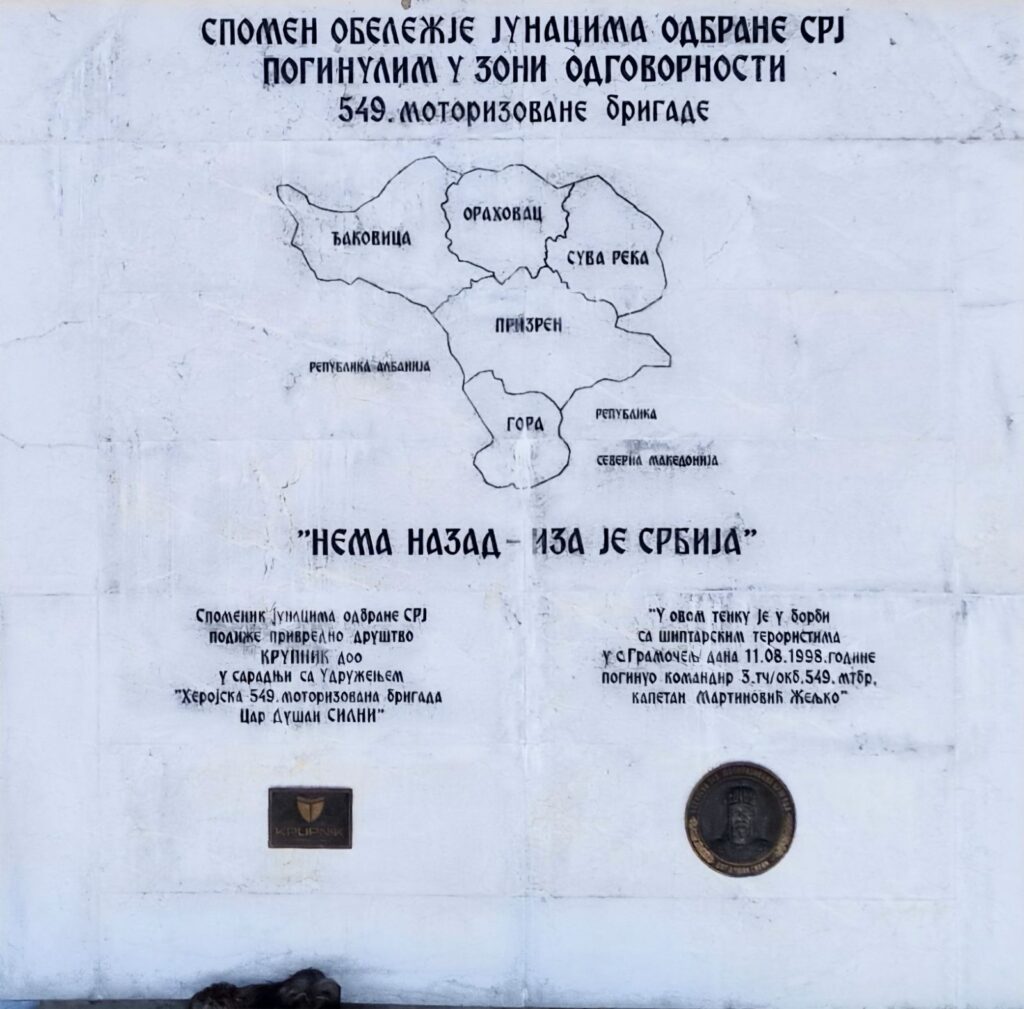 СПОМЕН ОБЕЛЕЖЈЕ ЈУНАЦИМА ОДБРАНЕ СРЈ
ПОГИНУЛИМ У ЗОНИ ОДГОВОРНОСТИ
549. МОТОРИЗОВАНЕ БРИГАДЕ
ЂАКОВИЦА
ОРАХОВАЦ
СУВА РЕКА
ПРИЗРЕН
РЕПУБЛИКА АЛБАНИЈА
ГОРА
РЕПУБЛИКА
СЕВЕРНА МАКЕДОНИЈА
"НЕМА НАЗАД - ИЗА ЈЕ СРБИЈА"
Споменик јунацима одбране СРЈ
подиже привредно друштво
КРУПНИК доо
у сарадњи са Удружењем
"Херојска 549. моторизована бригада
Цар Душан СИЛНИ"
"У овом тенку је у борби
са шиптарским терористима
у с. Грамочељ дана 11.08.1998. године
погинуо командир 3.тч/окб.549. мтбр,
капетан Мартиновић Жељко"
KRUPNIK